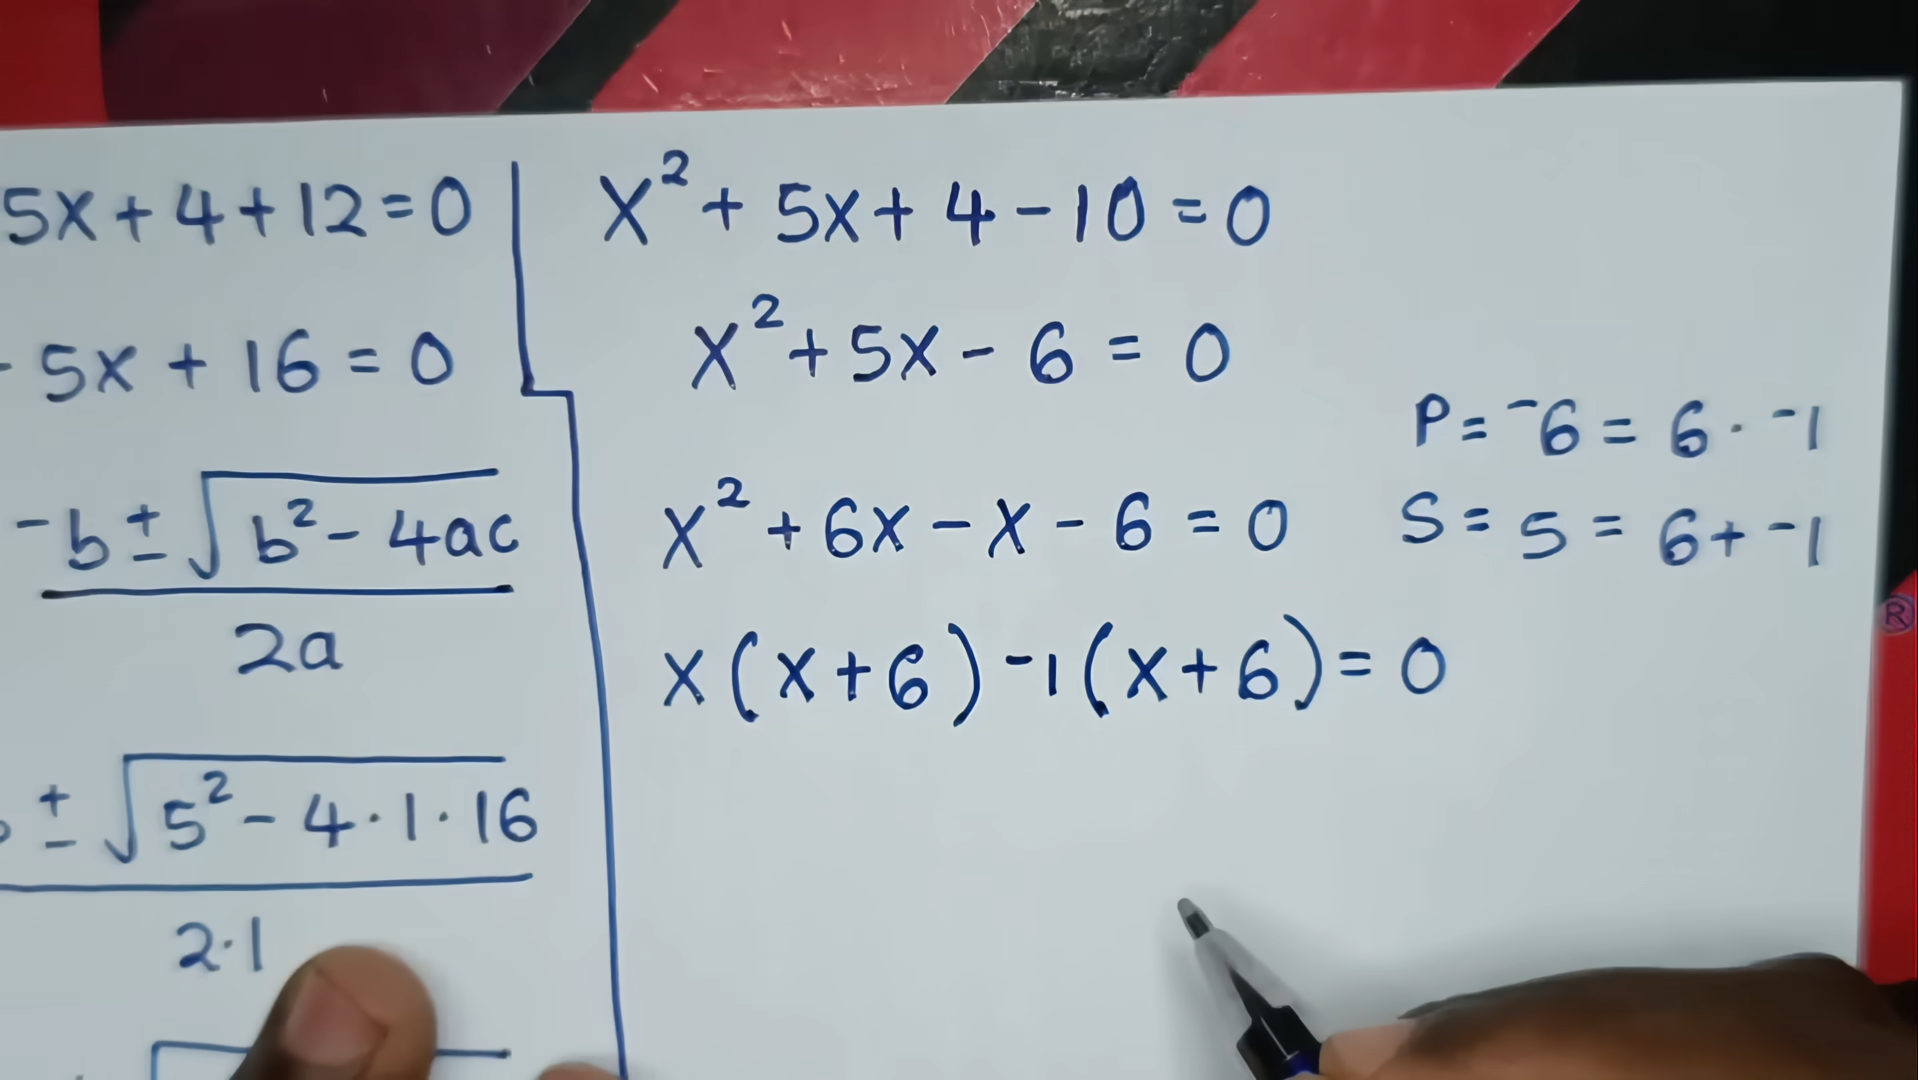 5x + 4 + 12 = 0
- 5x + 16 = 0
-b ± √(b² - 4ac)
2a
± √(5² - 4·1·16)
2·1
x² + 5x + 4 - 10 = 0
x² + 5x - 6 = 0
x² + 6x - x - 6 = 0
x(x+6) -1(x+6) = 0
P = -6 = 6 · -1
S = 5 = 6 + -1
®